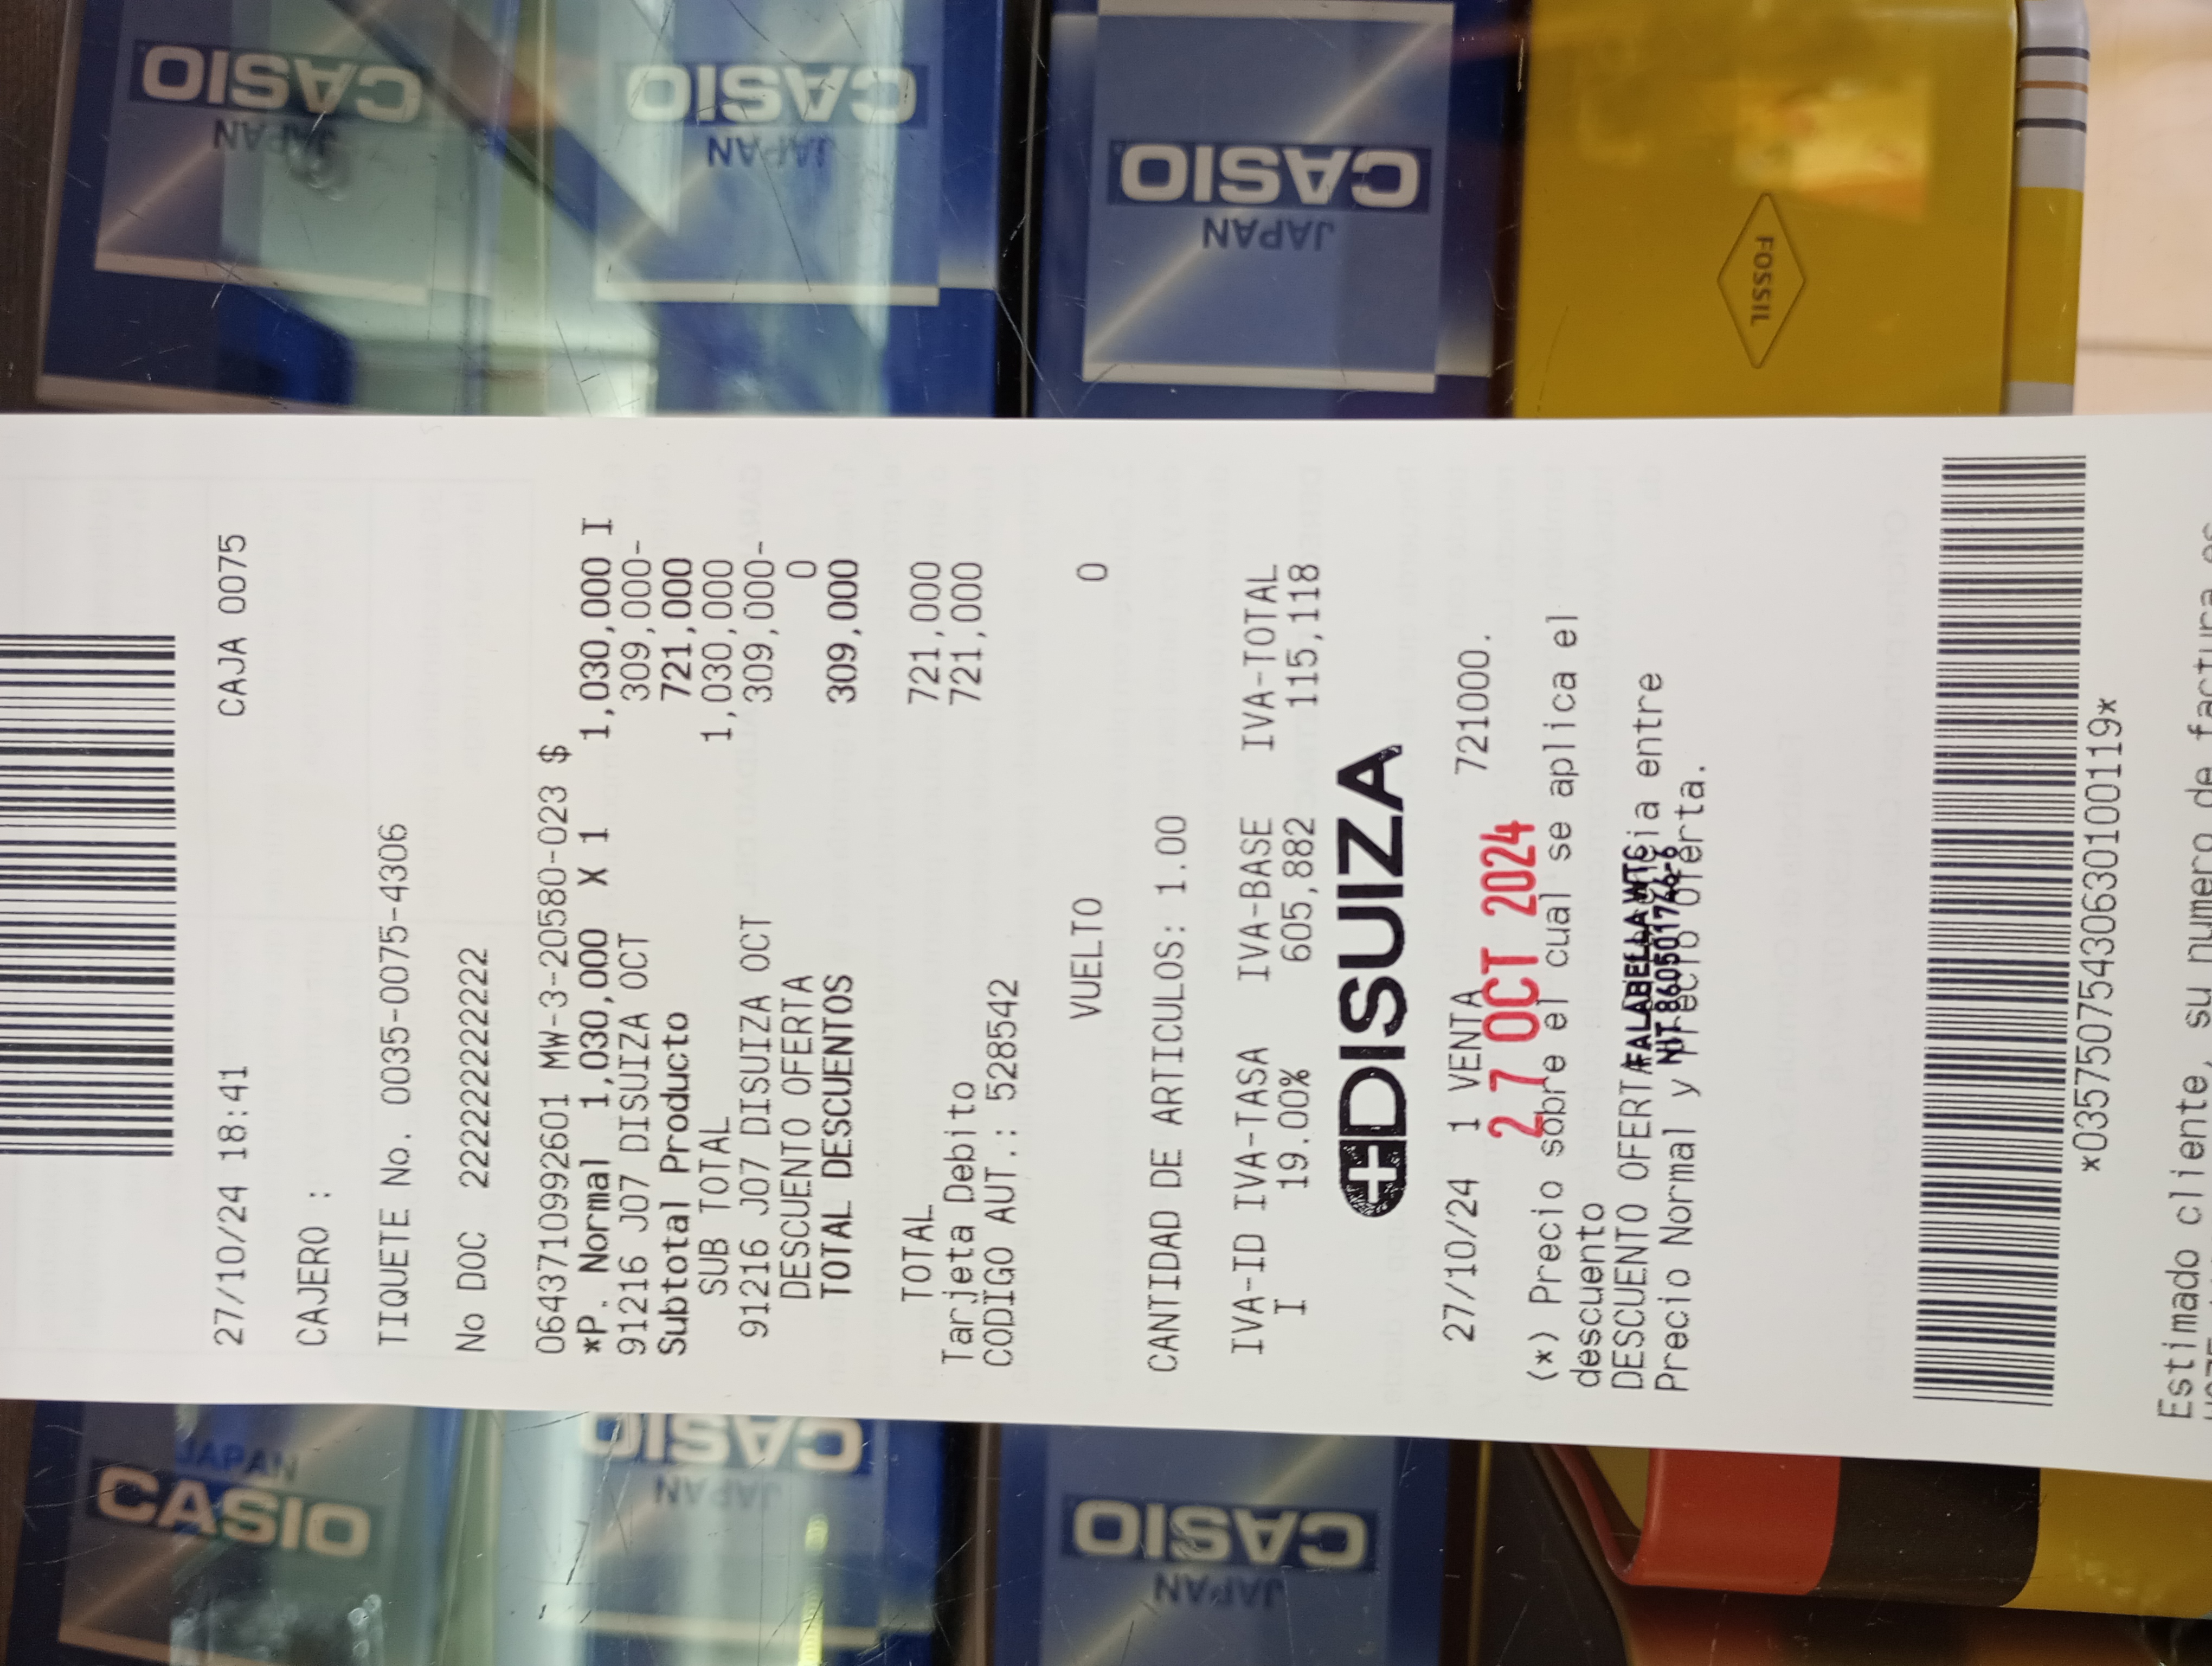 27/10/24 18:41 CAJA 0075
CAJERO :
TIQUETE No. 0035-0075-4306
No DOC 222222222222
0643710992601 MW-3-20580-023 $
*P. Normal 1,030,000 X 1 1,030,000 I
91216 J07 DISUIZA OCT 309,000-
Subtotal Producto 721,000
SUB TOTAL 1,030,000
91216 J07 DISUIZA OCT 309,000-
DESCUENTO OFERTA 0
TOTAL DESCUENTOS 309,000
TOTAL 721,000
Tarjeta Debito 721,000
CODIGO AUT.: 528542
VUELTO 0
CANTIDAD DE ARTICULOS: 1.00
IVA-ID IVA-TASA IVA-BASE IVA-TOTAL
I 19.00% 605,882 115,118
DISUIZA
27/10/24 1 VENTA 721000.
27 OCT 2024
(*) Precio sobre el cual se aplica el
descuento
DESCUENTO OFERTA entre
FALABELLA WTC
Precio Normal y Precio oferta.
*03575075430630100119*
Estimado cliente, su numero de factura es
CASIO
JAPAN
CASIO
JAPAN
CASIO
JAPAN
FOSSIL
JAPAN
CASIO
CASIO
JAPAN
CASIO
JAPAN